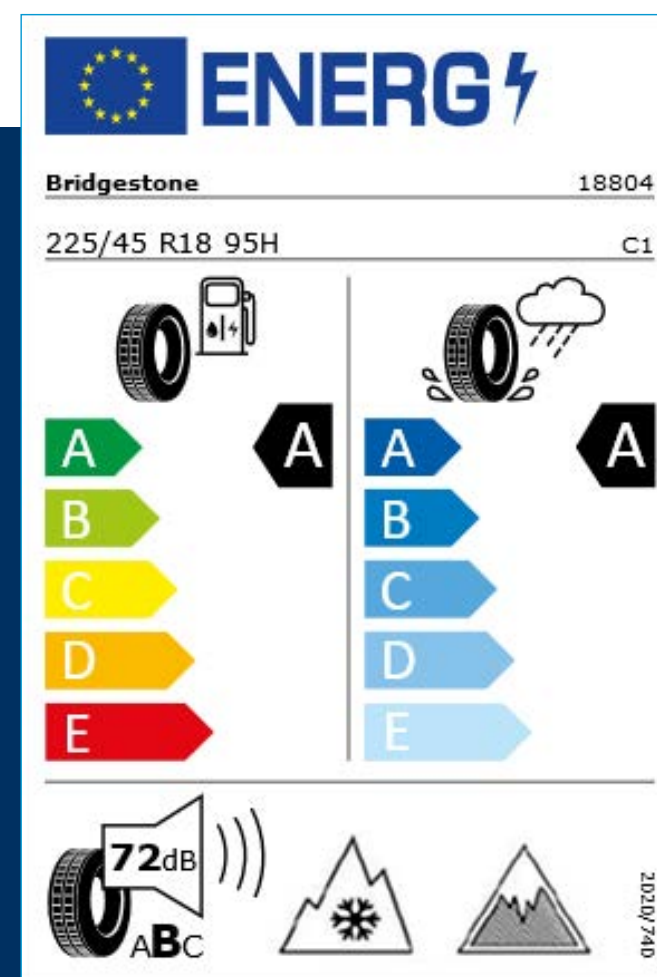 ENERG
Bridgestone 18804
225/45 R18 95H C1
A A A A
B B
C C
D D
E E
72dB
ABC
2020/740